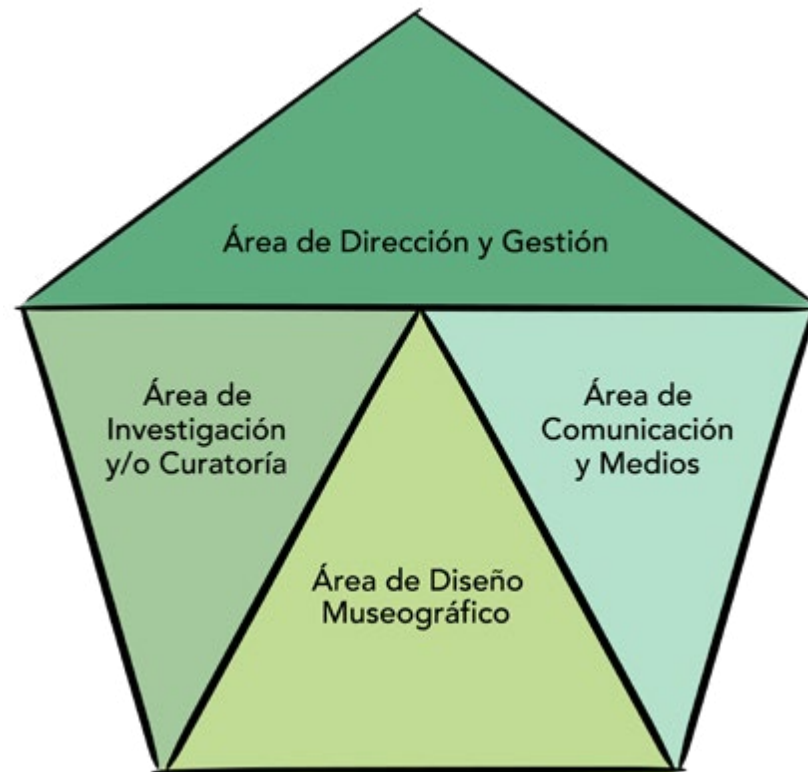 Área de Dirección y Gestión
Área de
Investigación
y/o Curatoría
Área de
Comunicación
y Medios
Área de Diseño
Museográfico